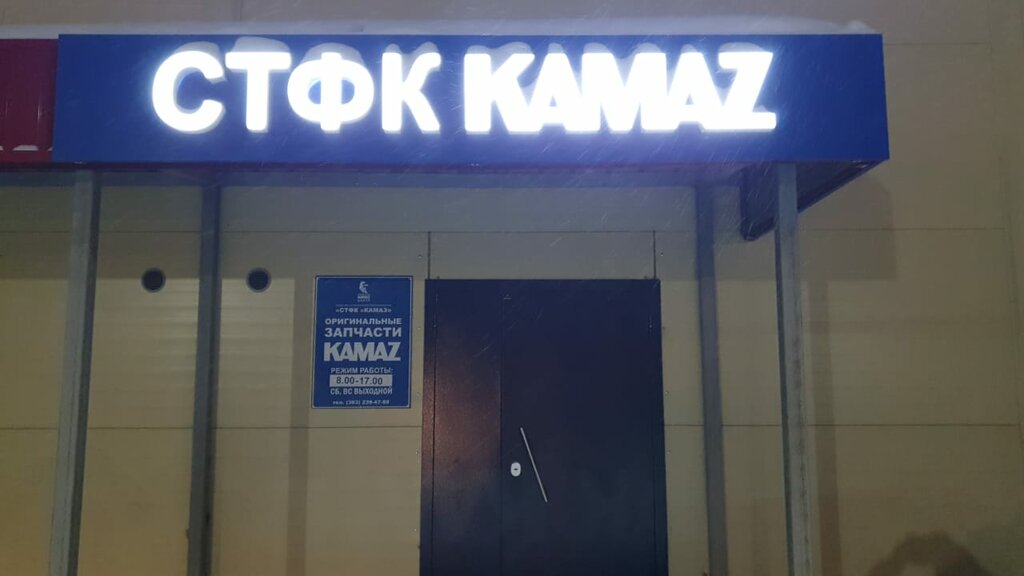 СТФК KAMAZ
«СТФК «КАМАЗ»
ОРИГИНАЛЬНЫЕ
ЗАПЧАСТИ
KAMAZ
РЕЖИМ РАБОТЫ:
8.00-17.00
СБ, ВС ВЫХОДНОЙ